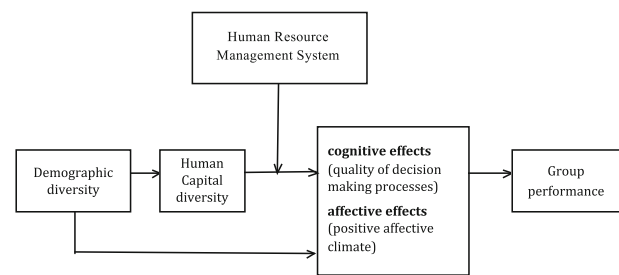 Human Resource
Management System
Demographic
diversity
Human
Capital
diversity
cognitive effects
(quality of decision
making processes)
affective effects
(positive affective
climate)
Group
performance